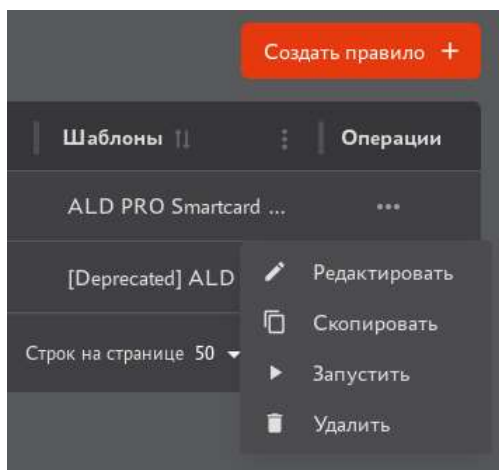 Создать правило +
Шаблоны Операции
ALD PRO Smartcard ...
[Deprecated] ALD
Редактировать
Скопировать
Строк на странице 50
Запустить
Удалить